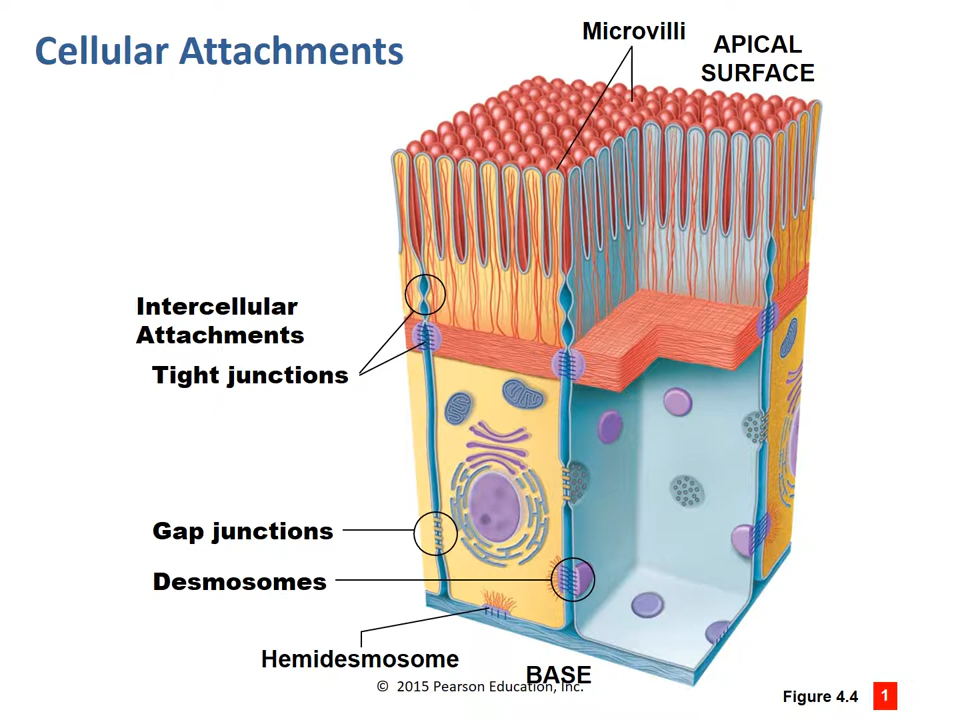 Cellular Attachments
Microvilli
APICAL
SURFACE
Intercellular
Attachments
Tight junctions
Gap junctions
Desmosomes
Hemidesmosome
BASE
© 2015 Pearson Education, Inc.
Figure 4.4 1